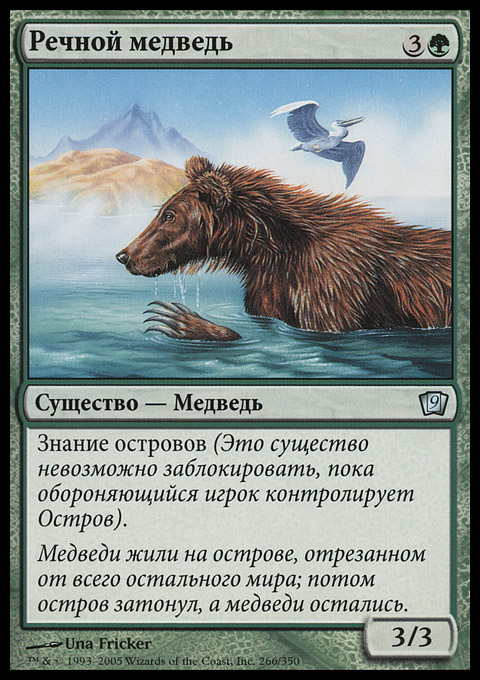 Речной медведь
3
Существо — Медведь
9
Знание островов (Это существо
невозможно заблокировать, пока
обороняющийся игрок контролирует
Остров).
Медведи жили на острове, отрезанном
от всего остального мира; потом
остров затонул, а медведи остались.
3/3
Una Fricker
™ & © 1993–2005 Wizards of the Coast, Inc. 266/350